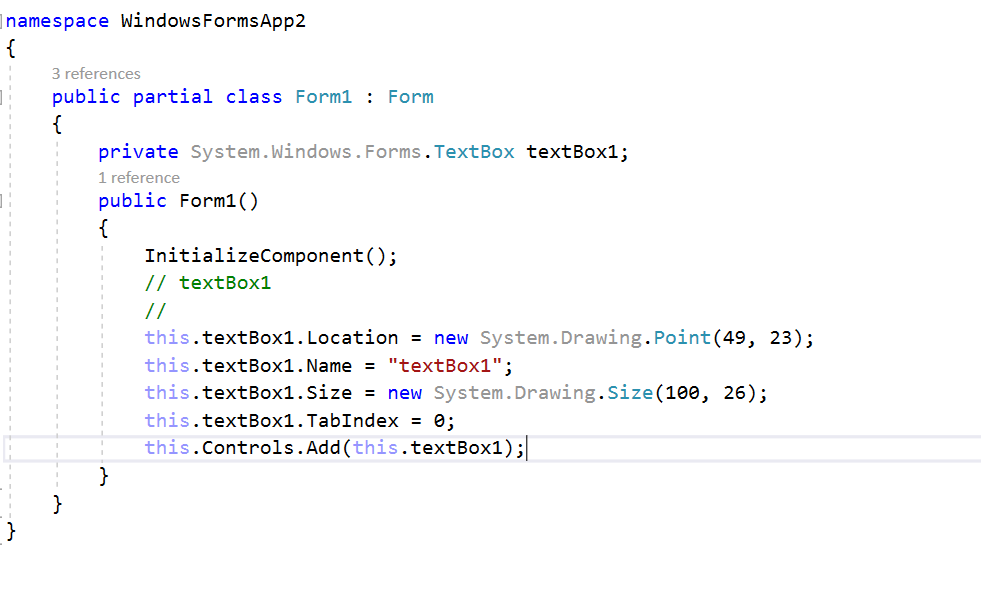 namespace WindowsFormsApp2
{
3 references
public partial class Form1 : Form
{
private System.Windows.Forms.TextBox textBox1;
1 reference
public Form1()
{
InitializeComponent();
// textBox1
//
this.textBox1.Location = new System.Drawing.Point(49, 23);
this.textBox1.Name = "textBox1";
this.textBox1.Size = new System.Drawing.Size(100, 26);
this.textBox1.TabIndex = 0;
this.Controls.Add(this.textBox1);
}
}
}